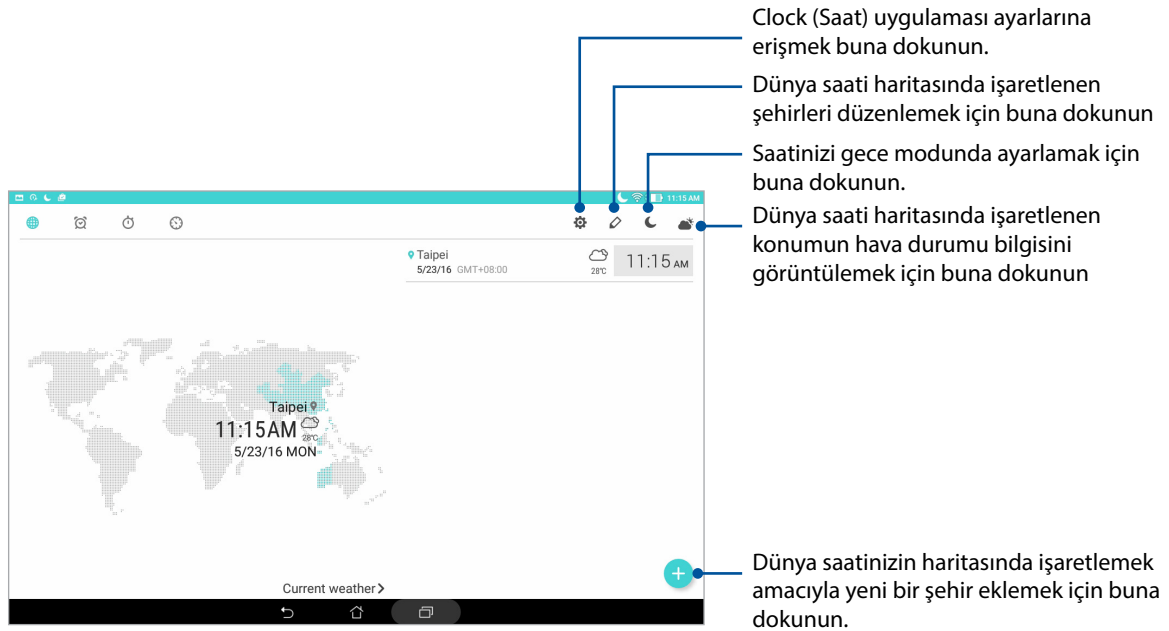 Clock (Saat) uygulaması ayarlarına
erişmek buna dokunun.
Dünya saati haritasında işaretlenen
şehirleri düzenlemek için buna dokunun
Saatinizi gece modunda ayarlamak için
buna dokunun.
Dünya saati haritasında işaretlenen
konumun hava durumu bilgisini
görüntülemek için buna dokunun
11:15 AM
Taipei
5/23/16 GMT+08:00
28°C
11:15 AM
Taipei
11:15AM
28°C
5/23/16 MON
Current weather
Dünya saatinizin haritasında işaretlemek
amacıyla yeni bir şehir eklemek için buna
dokunun.